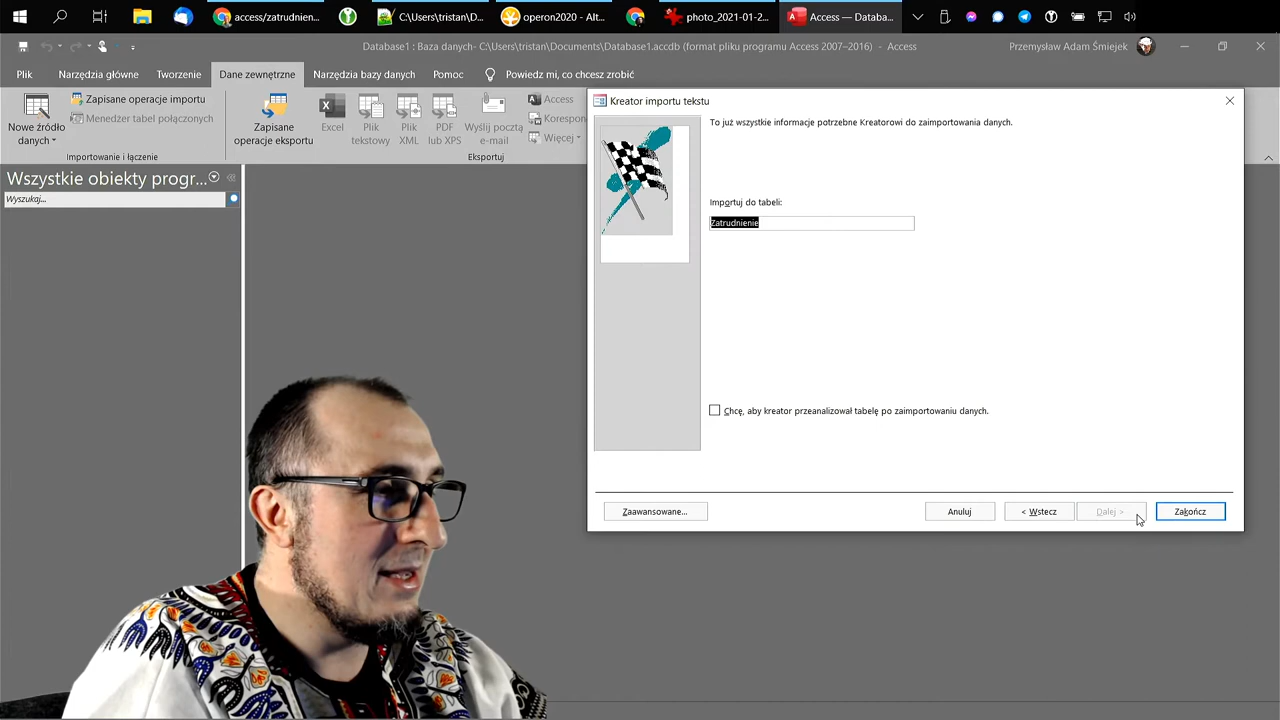 access/zatrudnien...
C:\Users\tristan\D...
operon2020 - Alt...
photo_2021-01-2...
Access — Databa...
Database1 : Baza danych- C:\Users\tristan\Documents\Database1.accdb (format pliku programu Access 2007–2016) - Access
Przemysław Adam Śmiejek
Plik
Narzędzia główne
Tworzenie
Dane zewnętrzne
Narzędzia bazy danych
Pomoc
Powiedz mi, co chcesz zrobić
Nowe źródło danych
Zapisane operacje importu
Menedżer tabel połączonych
Importowanie i łączenie
Zapisane operacje eksportu
Excel
Plik tekstowy
Plik XML
PDF lub XPS
Wyślij pocztą e-mail
Access
Korespon
Więcej
Eksportuj
Wszystkie obiekty progr...
Wyszukaj...
Kreator importu tekstu
To już wszystkie informacje potrzebne Kreatorowi do zaimportowania danych.
Importuj do tabeli:
Zatrudnienie
Chcę, aby kreator przeanalizował tabelę po zaimportowaniu danych.
Zaawansowane...
Anuluj
< Wstecz
Dalej >
Zakończ